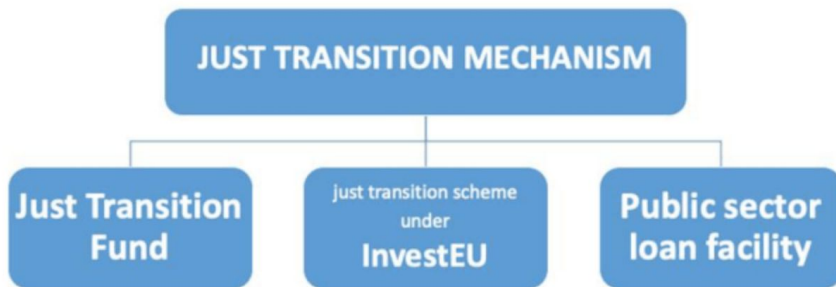 JUST TRANSITION MECHANISM
Just Transition
Fund
just transition scheme
under
InvestEU
Public sector
loan facility